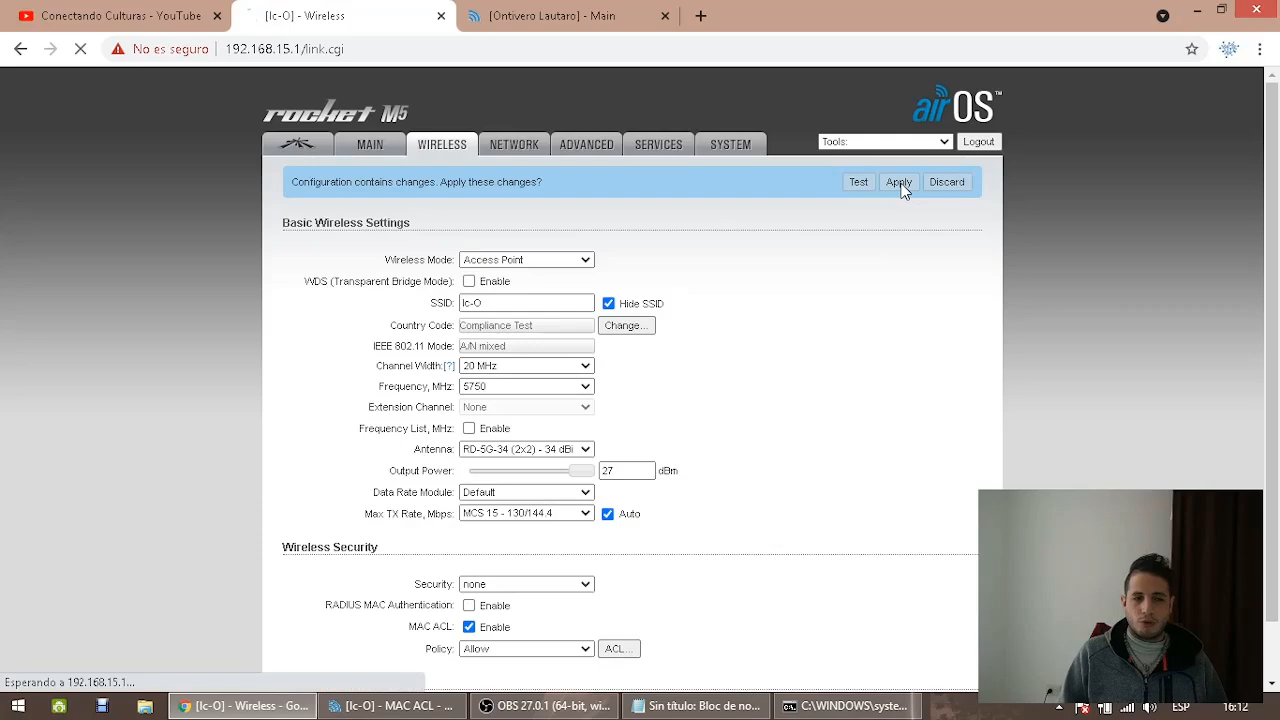 Conectando Culturas - YouTube
[Ic-O] - Wireless
[Ontivero Lautaro] - Main
No es seguro
192.168.15.1/link.cgi
rocket M5
airOS™
MAIN
WIRELESS
NETWORK
ADVANCED
SERVICES
SYSTEM
Tools:
Logout
Configuration contains changes. Apply these changes?
Test
Apply
Discard
Basic Wireless Settings
Wireless Mode: Access Point
WDS (Transparent Bridge Mode): Enable
SSID: Ic-O Hide SSID
Country Code: Compliance Test Change...
IEEE 802.11 Mode: A/N mixed
Channel Width:[?] 20 MHz
Frequency, MHz: 5750
Extension Channel: None
Frequency List, MHz: Enable
Antenna: RD-5G-34 (2x2) - 34 dBi
Output Power: 27 dBm
Data Rate Module: Default
Max TX Rate, Mbps: MCS 15 - 130/144.4 Auto
Wireless Security
Security: none
RADIUS MAC Authentication: Enable
MAC ACL: Enable
Policy: Allow ACL...
Esperando a 192.168.15.1...
[Ic-O] - Wireless - Go...
[Ic-O] - MAC ACL - ...
OBS 27.0.1 (64-bit, wi...
Sin título: Bloc de no...
C:\WINDOWS\syste...
ESP
16:12